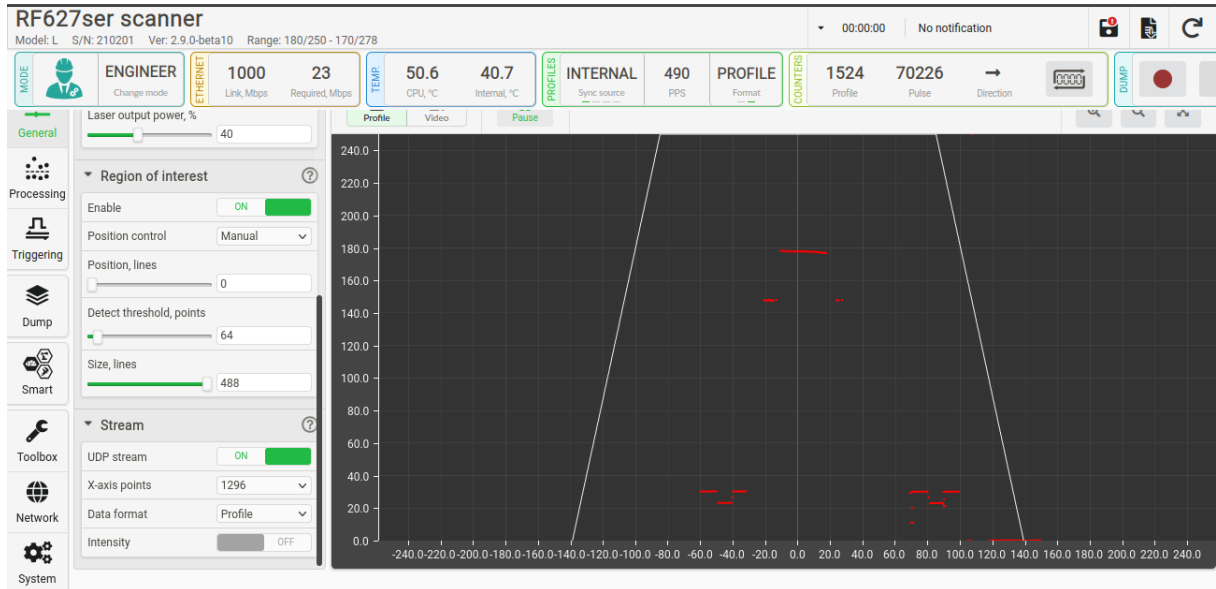 RF627ser scanner
Model: L S/N: 210201 Ver: 2.9.0-beta10 Range: 180/250 - 170/278
00:00:00 No notification
MODE
ENGINEER
Change mode
ETHERNET
1000 23
Link, Mbps Required, Mbps
TEMP.
50.6 40.7
CPU, °C Internal, °C
PROFILES
INTERNAL 490 PROFILE
Sync source PPS Format
COUNTERS
1524 70226
Profile Pulse Direction
0000
DUMP
General
Processing
Triggering
Dump
Smart
Toolbox
Network
System
Laser output power, %
40
Region of interest ?
Enable ON
Position control Manual
Position, lines
0
Detect threshold, points
64
Size, lines
488
Stream ?
UDP stream ON
X-axis points 1296
Data format Profile
Intensity OFF
Profile Video Pause
240.0
220.0
200.0
180.0
160.0
140.0
120.0
100.0
80.0
60.0
40.0
20.0
0.0
-240.0 -220.0 -200.0 -180.0 -160.0 -140.0 -120.0 -100.0 -80.0 -60.0 -40.0 -20.0 0.0 20.0 40.0 60.0 80.0 100.0 120.0 140.0 160.0 180.0 200.0 220.0 240.0